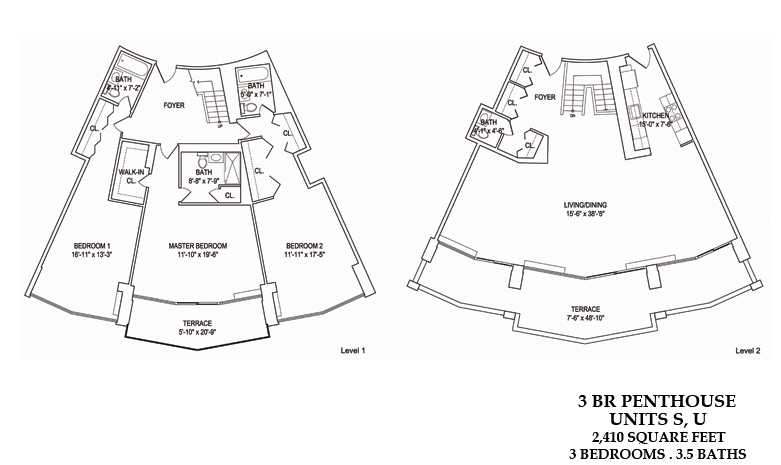 BATH
4'-11" x 7'-2"
FOYER
UP
BATH
5'-0" x 7'-1"
CL.
CL.
WALK-IN
CL.
BATH
8'-8" x 7'-9"
CL.
BEDROOM 1
16'-11" x 13'-3"
MASTER BEDROOM
11'-10" x 19'-6"
BEDROOM 2
11'-11" x 17'-5"
TERRACE
5'-10" x 20'-9"
Level 1
CL.
CL.
FOYER
DN
BATH
4'-1" x 4'-6"
CL.
KITCHEN
15'-0" x 7'-6"
LIVING/DINING
15'-6" x 38'-8"
TERRACE
7'-6" x 48'-10"
Level 2
3 BR PENTHOUSE
UNITS S, U
2,410 SQUARE FEET
3 BEDROOMS . 3.5 BATHS